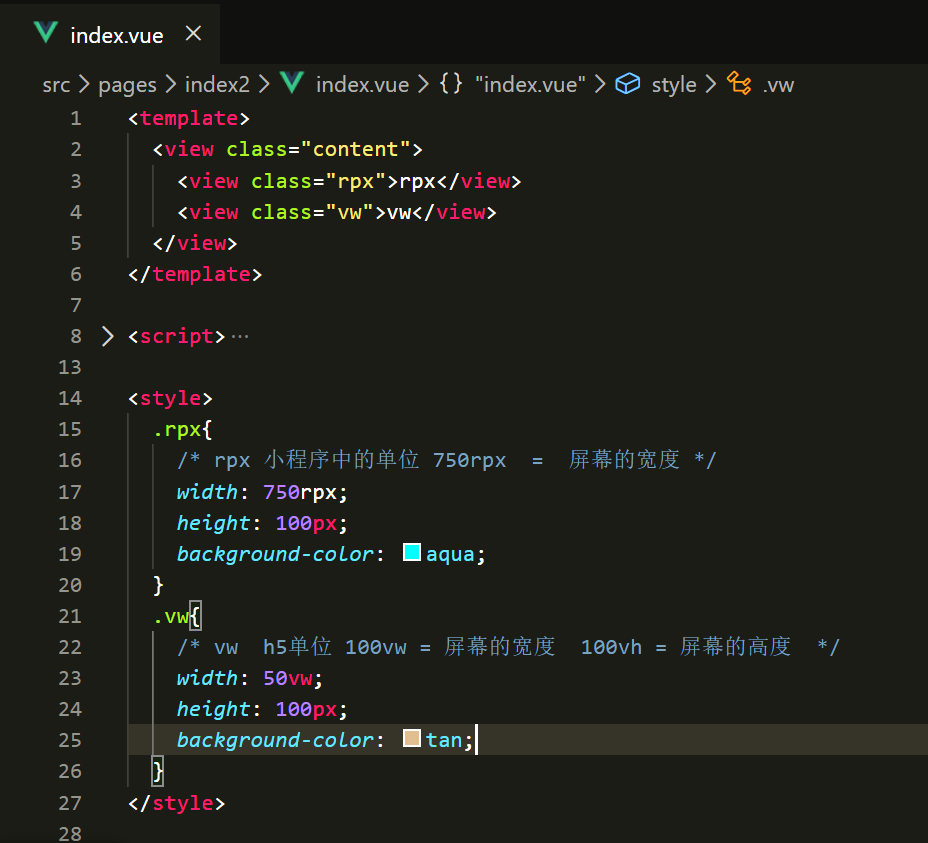 index.vue
src > pages > index2 > index.vue > {} "index.vue" > style > .vw
1 <template>
2 <view class="content">
3 <view class="rpx">rpx</view>
4 <view class="vw">vw</view>
5 </view>
6 </template>
7
8 <script>…
13
14 <style>
15 .rpx{
16 /* rpx 小程序中的单位 750rpx = 屏幕的宽度 */
17 width: 750rpx;
18 height: 100px;
19 background-color: aqua;
20 }
21 .vw{
22 /* vw h5单位 100vw = 屏幕的宽度 100vh = 屏幕的高度 */
23 width: 50vw;
24 height: 100px;
25 background-color: tan;
26 }
27 </style>
28